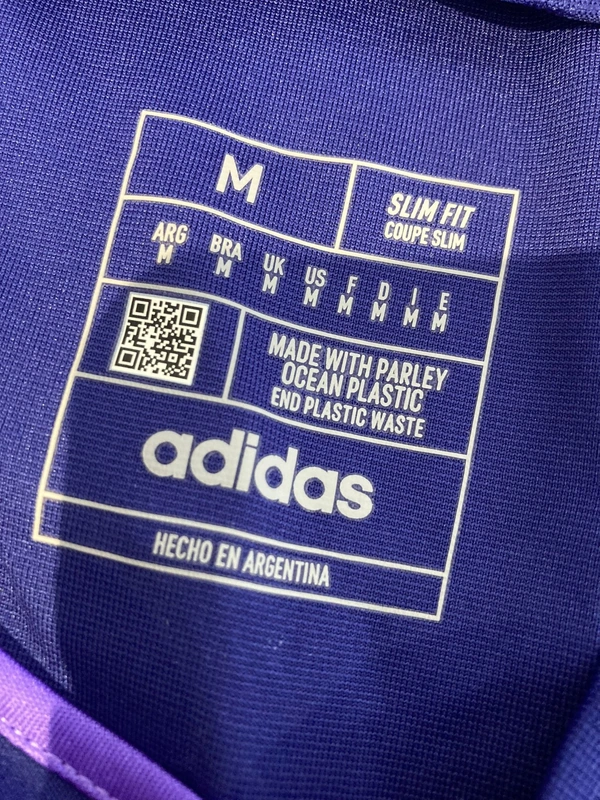 M
SLIM FIT
COUPE SLIM
ARG BRA UK US F D I E
M M M M M M M M
MADE WITH PARLEY
OCEAN PLASTIC
END PLASTIC WASTE
adidas
HECHO EN ARGENTINA